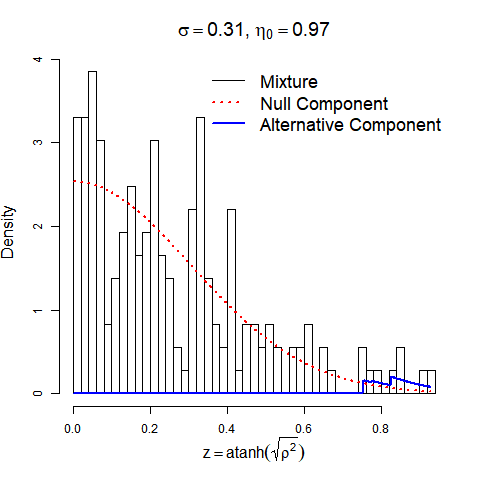 σ = 0.31, η₀ = 0.97
Mixture
Null Component
Alternative Component
Density
4
3
2
1
0
0.0 0.2 0.4 0.6 0.8
z = atanh(√ρ²)